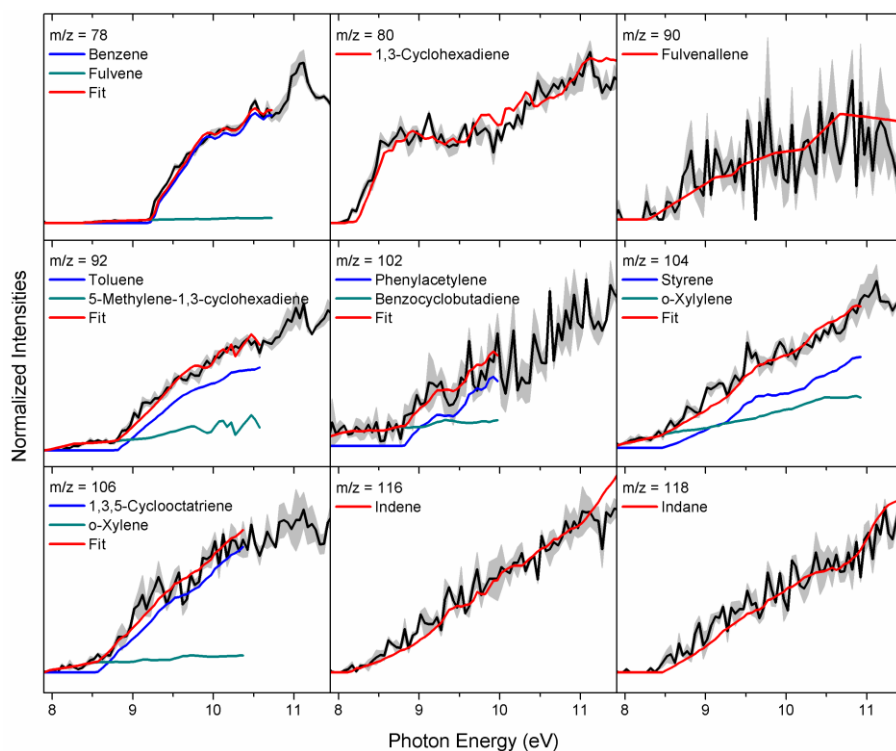 m/z = 78
Benzene
Fulvene
Fit
m/z = 80
1,3-Cyclohexadiene
m/z = 90
Fulvenallene
m/z = 92
Toluene
5-Methylene-1,3-cyclohexadiene
Fit
m/z = 102
Phenylacetylene
Benzocyclobutadiene
Fit
m/z = 104
Styrene
o-Xylylene
Fit
m/z = 106
1,3,5-Cyclooctatriene
o-Xylene
Fit
m/z = 116
Indene
m/z = 118
Indane
Normalized Intensities
8 9 10 11 8 9 10 11 8 9 10 11
Photon Energy (eV)